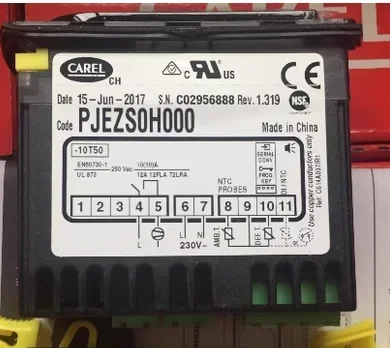 CAREL
CH
C US
Date 15-Jun-2017 S.N. C02956888 Rev. 1.319
NSF
Code PJEZS0H000
Made in China
-10T50
EN60730-1
UL 873
250 Vac
10(10)A
12A 12FLA 72LRA
NTC
PROBES
SERIAL
CONV
PROG
KEY
DI/NTC
1 2 3 4 5 6 7 8 9 10 11
L L N
230V~
AMB.T.
DEF.T.
Use copper conductors only